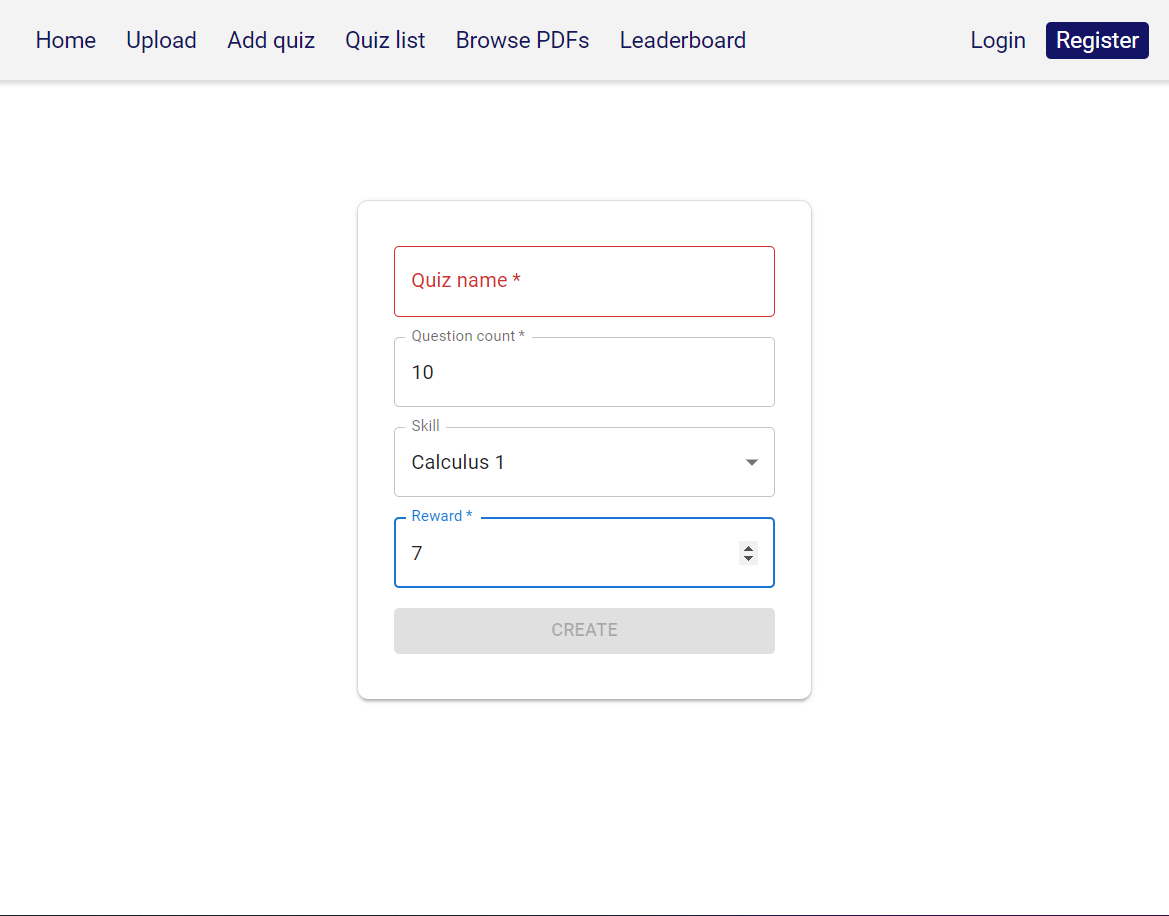 Home Upload Add quiz Quiz list Browse PDFs Leaderboard Login Register
Quiz name *
Question count *
10
Skill
Calculus 1
Reward *
7
CREATE